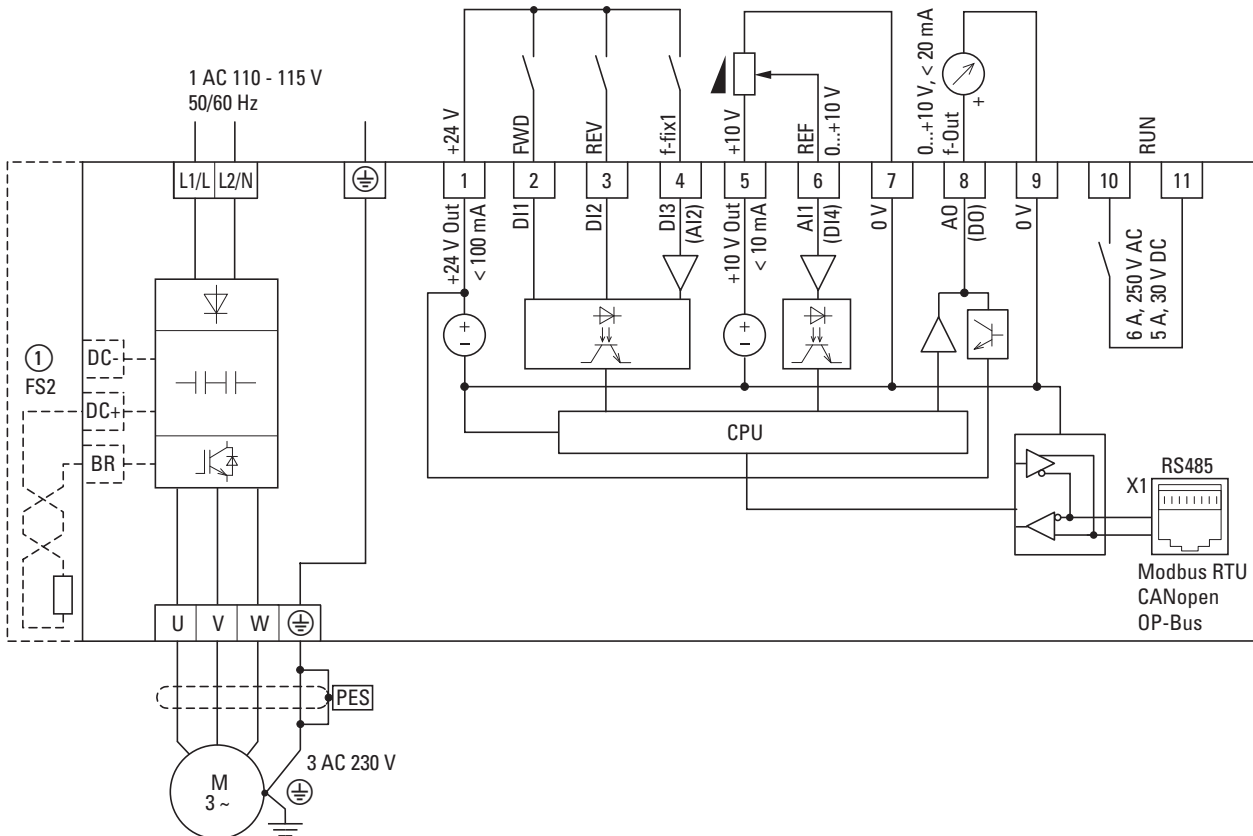 1 AC 110 - 115 V
50/60 Hz
+24 V
FWD
REV
f-fix1
+10 V
REF
0...+10 V
0...+10 V, < 20 mA
f-Out
RUN
L1/L
L2/N
1
2
3
4
5
6
7
8
9
10
11
+24 V Out
< 100 mA
DI1
DI2
DI3
(AI2)
+10 V Out
< 10 mA
AI1
(DI4)
0 V
AO
(DO)
0 V
6 A, 250 V AC
5 A, 30 V DC
+
-
+
-
+
1
FS2
DC-
DC+
BR
CPU
X1
RS485
Modbus RTU
CANopen
OP-Bus
U
V
W
PES
3 AC 230 V
M
3 ~